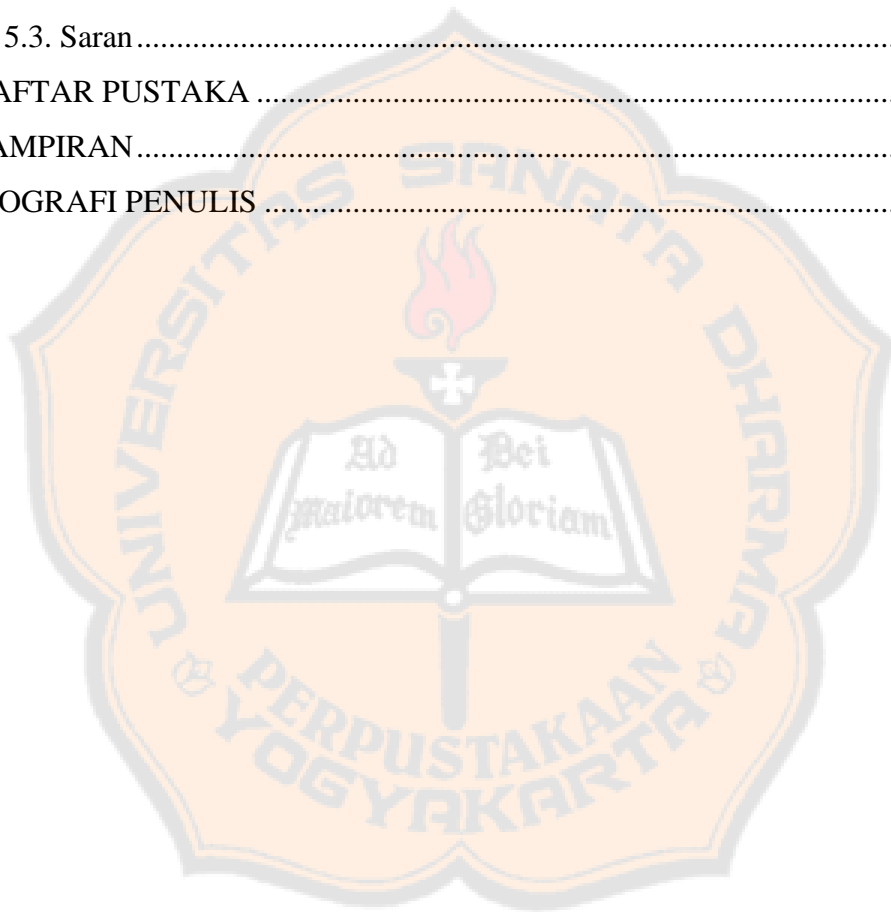 5.3. Saran ..........................................................................................
AFTAR PUSTAKA ..........................................................................................
AMPIRAN ..........................................................................................
OGRAFI PENULIS ..........................................................................................
UNIVERSITAS SANATA DHARMA
Ad Dei
Maiorem Gloriam
PERPUSTAKAAN
YOGYAKARTA